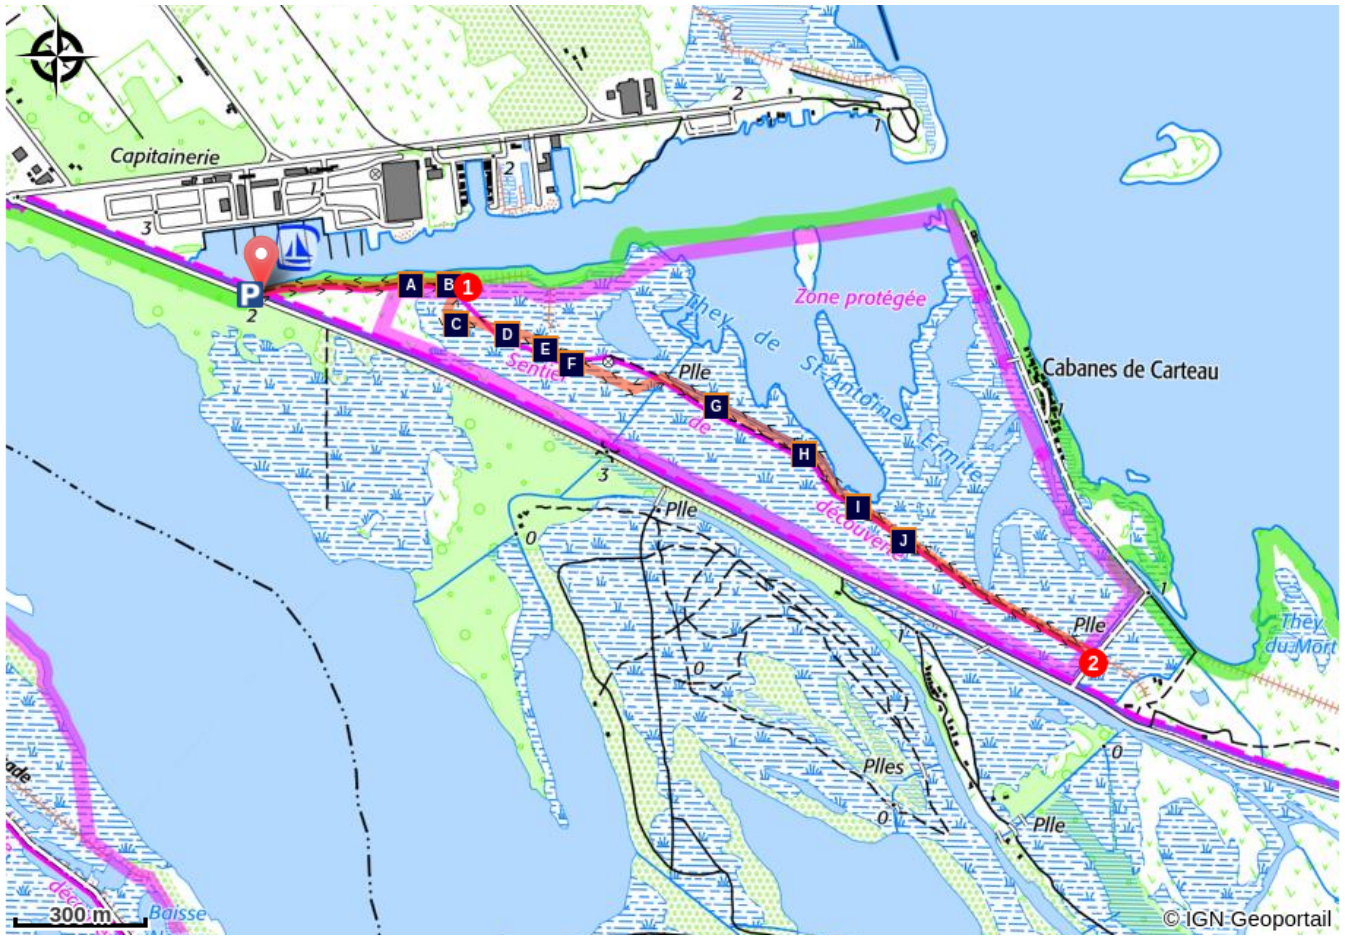 2
1
Capitainerie
2
1
3
P
2
A
B
1
C
D
E
F
Sentier
Plle
They de St Antoine Ermite
Zone protégée
Cabanes de Carteau
1
G
de
H
3
I
découverte
J
Plle
0
1
1
Plle
2
They
du Mort
0
0
Plles
0
Plle
Baisse
300 m
© IGN Geoportail